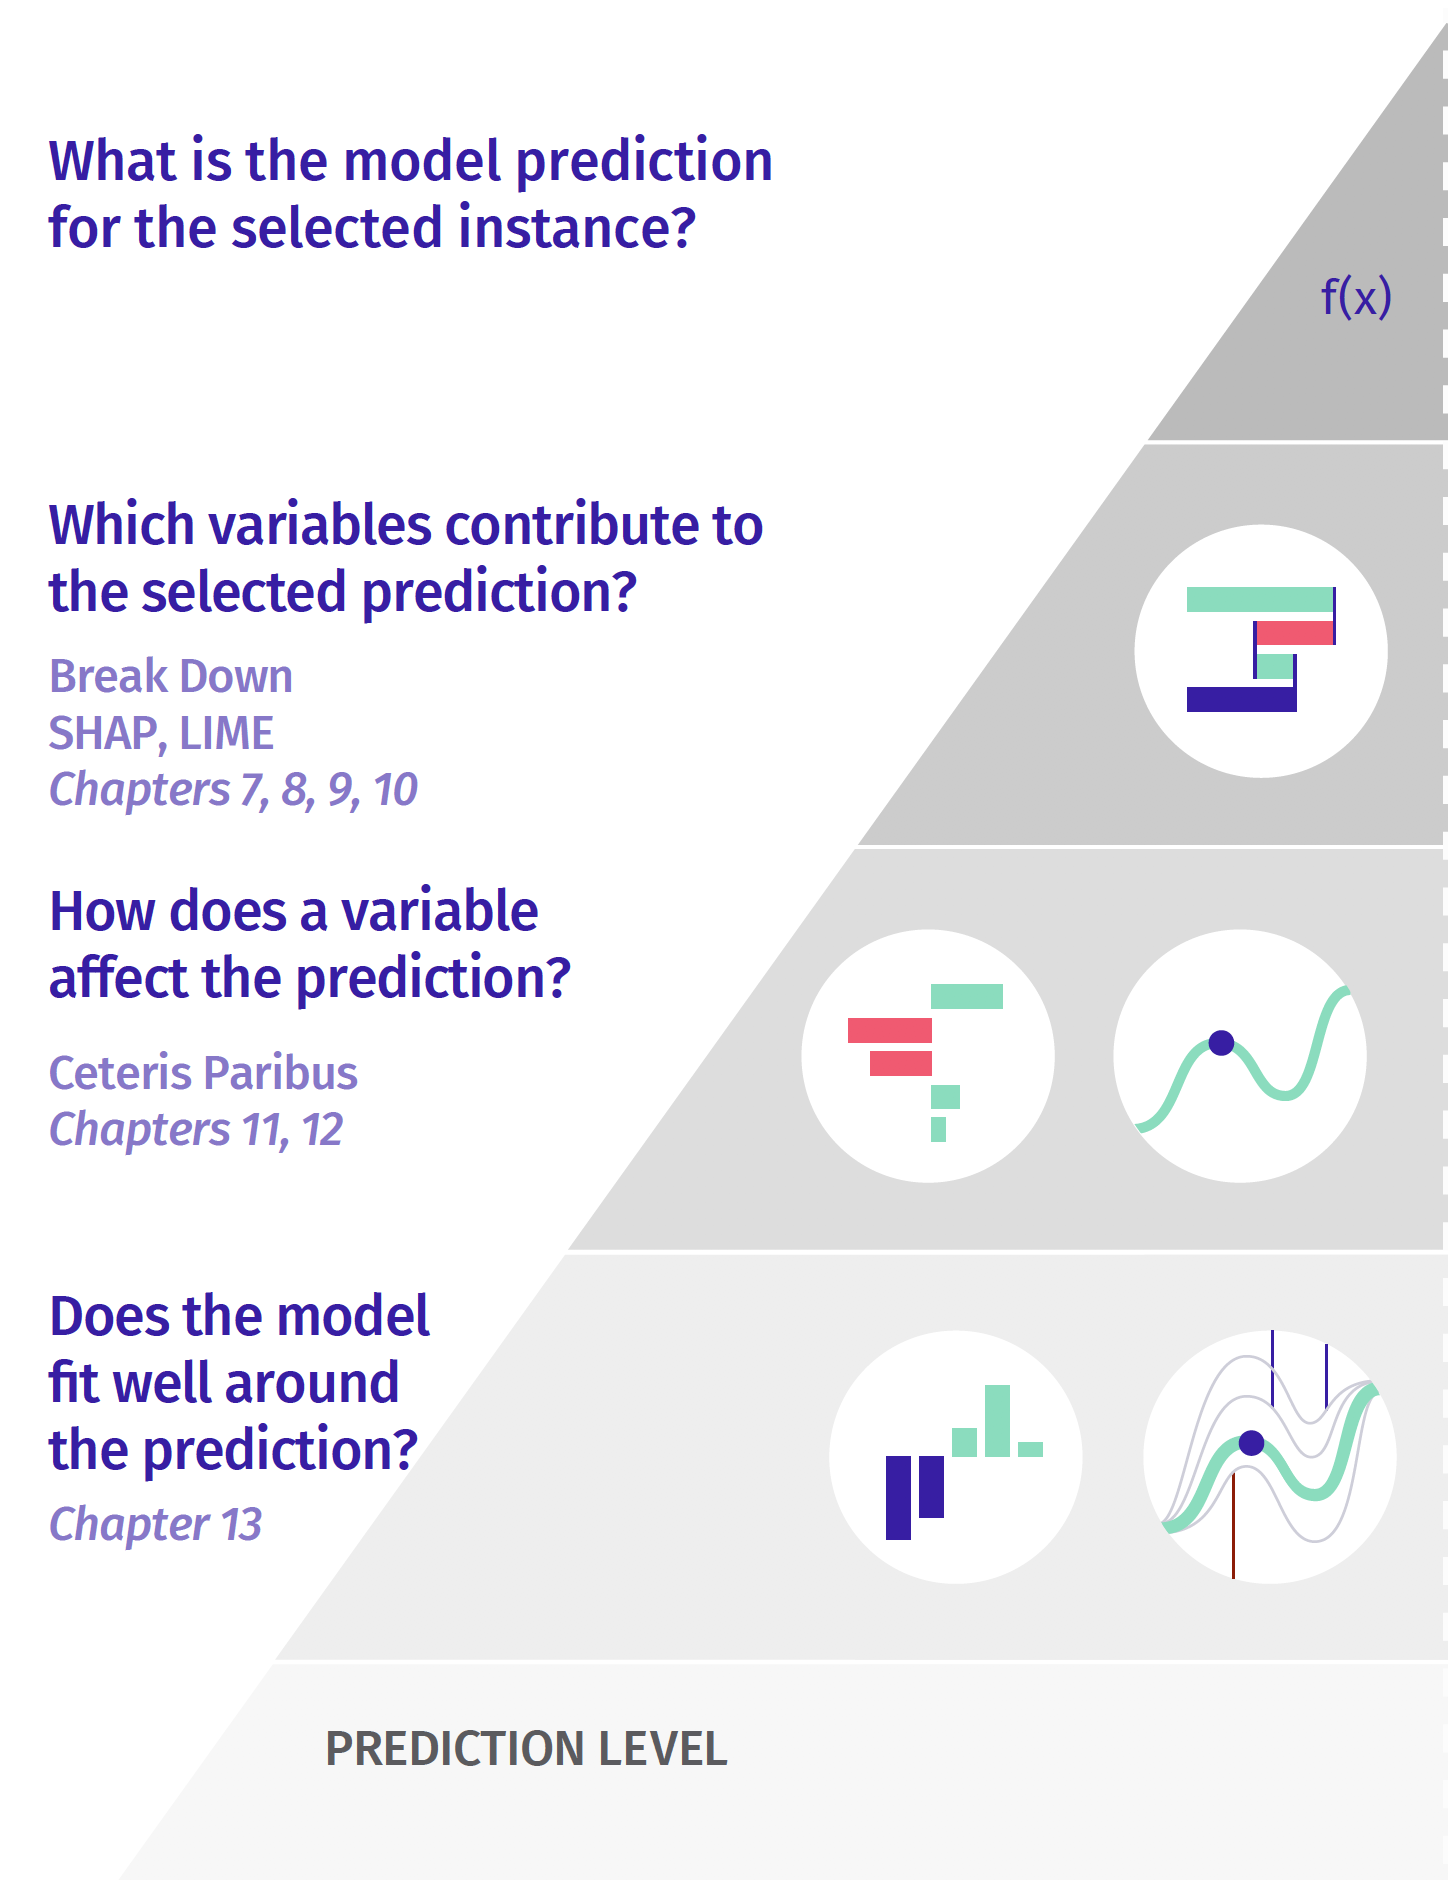 What is the model prediction
for the selected instance?
f(x)
Which variables contribute to
the selected prediction?
Break Down
SHAP, LIME
Chapters 7, 8, 9, 10
How does a variable
affect the prediction?
Ceteris Paribus
Chapters 11, 12
Does the model
fit well around
the prediction?
Chapter 13
PREDICTION LEVEL